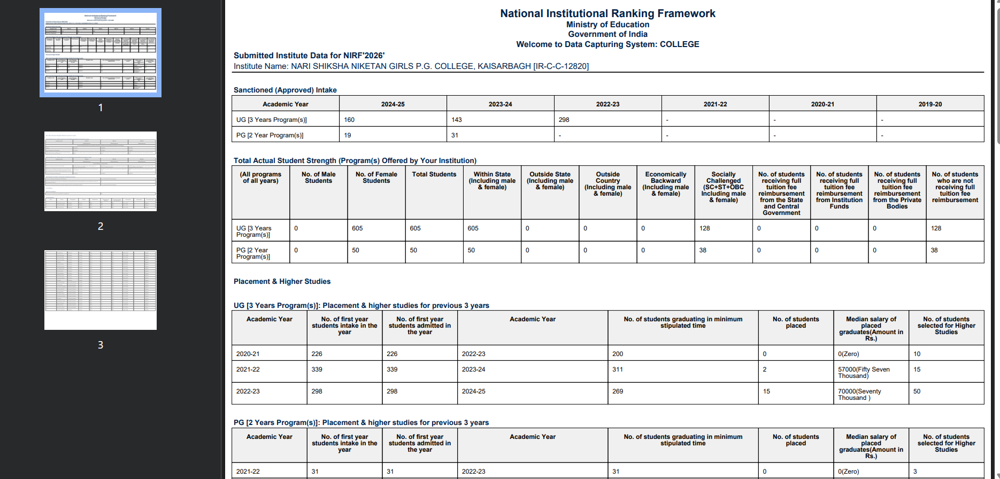 National Institutional Ranking Framework
Ministry of Education
Government of India
Welcome to Data Capturing System: COLLEGE
Submitted Institute Data for NIRF'2026'
Institute Name: NARI SHIKSHA NIKETAN GIRLS P.G. COLLEGE, KAISARBAGH [IR-C-C-12820]
Sanctioned (Approved) Intake
Academic Year 2024-25 2023-24 2022-23 2021-22 2020-21 2019-20
UG [3 Years Program(s)] 160 143 298 - - -
PG [2 Year Program(s)] 19 31 - - - -
Total Actual Student Strength (Program(s) Offered by Your Institution)
(All programs of all years) No. of Male Students No. of Female Students Total Students Within State (Including male & female) Outside State (Including male & female) Outside Country (Including male & female) Economically Backward (Including male & female) Socially Challenged (SC+ST+OBC Including male & female) No. of students receiving full tuition fee reimbursement from the State and Central Government No. of students receiving full tuition fee reimbursement from Institution Funds No. of students receiving full tuition fee reimbursement from the Private Bodies No. of students who are not receiving full tuition fee reimbursement
UG [3 Years Program(s)] 0 605 605 605 0 0 0 128 0 0 0 128
PG [2 Year Program(s)] 0 50 50 50 0 0 0 38 0 0 0 38
Placement & Higher Studies
UG [3 Years Program(s)]: Placement & higher studies for previous 3 years
Academic Year No. of first year students intake in the year No. of first year students admitted in the year Academic Year No. of students graduating in minimum stipulated time No. of students placed Median salary of placed graduates(Amount in Rs.) No. of students selected for Higher Studies
2020-21 226 226 2022-23 200 0 0(Zero) 10
2021-22 339 339 2023-24 311 2 57000(Fifty Seven Thousand) 15
2022-23 298 298 2024-25 269 15 70000(Seventy Thousand ) 50
PG [2 Years Program(s)]: Placement & higher studies for previous 3 years
Academic Year No. of first year students intake in the year No. of first year students admitted in the year Academic Year No. of students graduating in minimum stipulated time No. of students placed Median salary of placed graduates(Amount in Rs.) No. of students selected for Higher Studies
2021-22 31 31 2022-23 31 0 0(Zero) 3
1
2
3